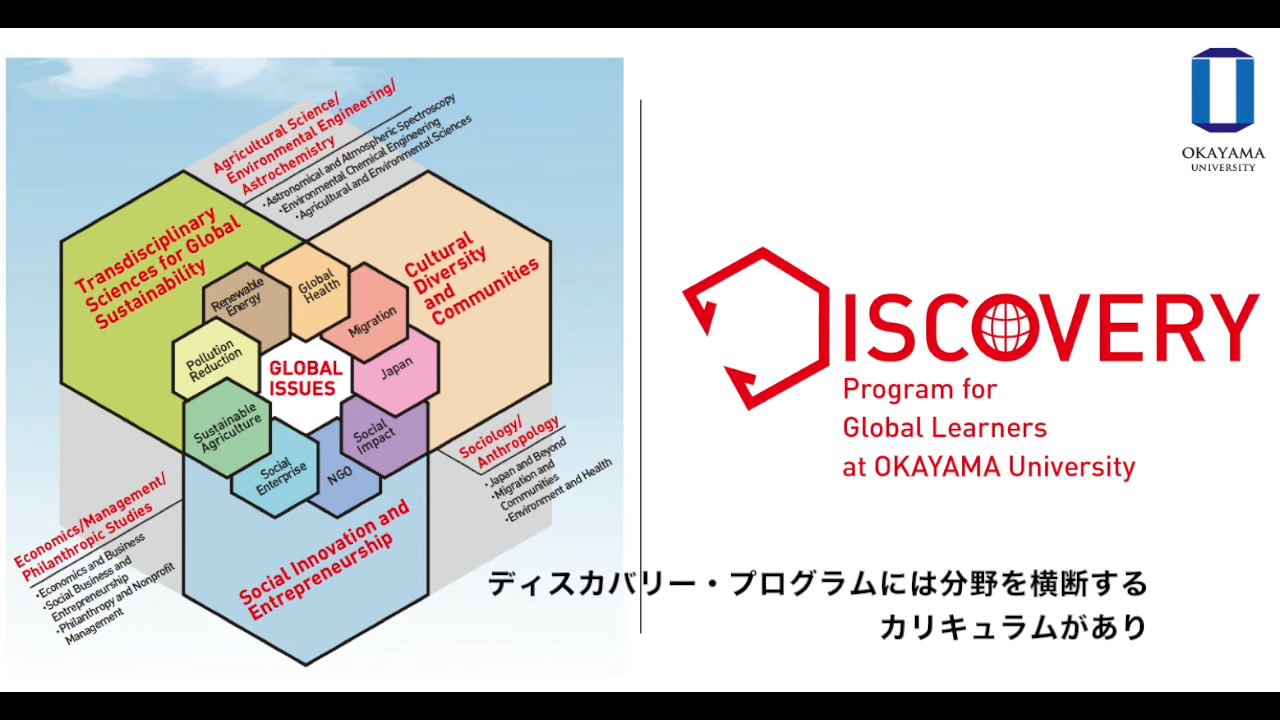 Agricultural Science/
Environmental Engineering/
Astrochemistry
•Astronomical and Atmospheric Spectroscopy
•Environmental Chemical Engineering
•Agricultural and Environmental Sciences
Transdisciplinary
Sciences for Global
Sustainability
Cultural
Diversity
and
Communities
Renewable
Energy
Global
Health
Migration
Pollution
Reduction
GLOBAL
ISSUES
Japan
Sustainable
Agriculture
Social
Impact
Social
Enterprise
NGO
Sociology/
Anthropology
•Japan and Beyond
•Migration and
Communities
•Environment and Health
Economics/Management/
Philanthropic Studies
•Economics and Business
•Social Business and
Entrepreneurship
•Philanthropy and Nonprofit
Management
Social Innovation and
Entrepreneurship
OKAYAMA
UNIVERSITY
DISCOVERY
Program for
Global Learners
at OKAYAMA University
ディスカバリー・プログラムには分野を横断する
カリキュラムがあり